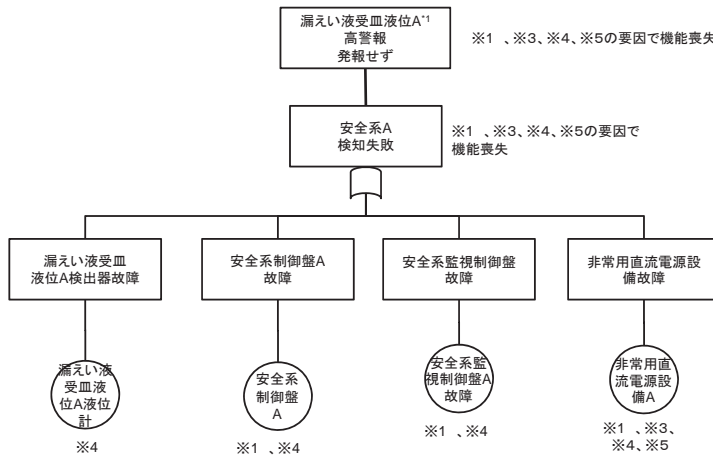 漏えい液受皿液位A*1
高警報
発報せず
※1 、※3、※4、※5の要因で機能喪失
安全系A
検知失敗
※1 、※3、※4、※5の要因で
機能喪失
漏えい液受皿
液位A検出器故障
安全系制御盤A
故障
安全系監視制御盤
故障
非常用直流電源設
備故障
漏えい液
受皿液液
位A液位
計
安全系
制御盤
A
安全系監
視制御盤A
故障
非常用直
流電源設
備A
※4
※1 、※4
※1 、※4
※1 、※3、
※4、※5